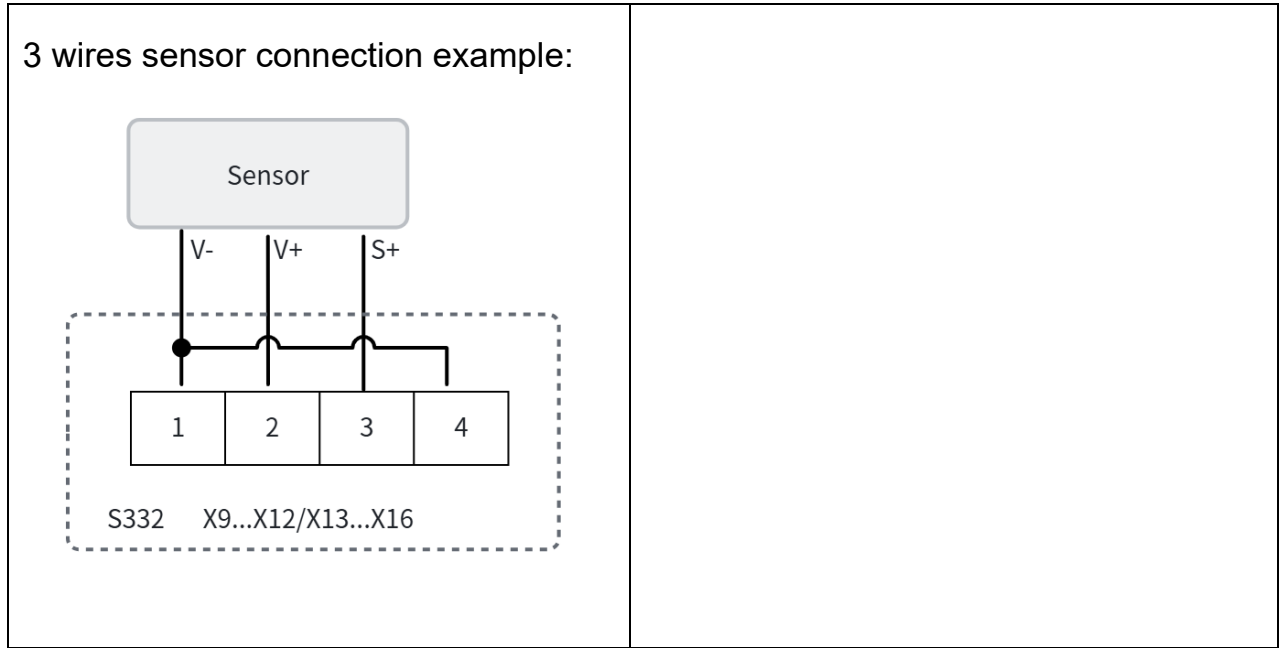 3 wires sensor connection example:
Sensor
V- V+ S+
1 2 3 4
S332 X9...X12/X13...X16